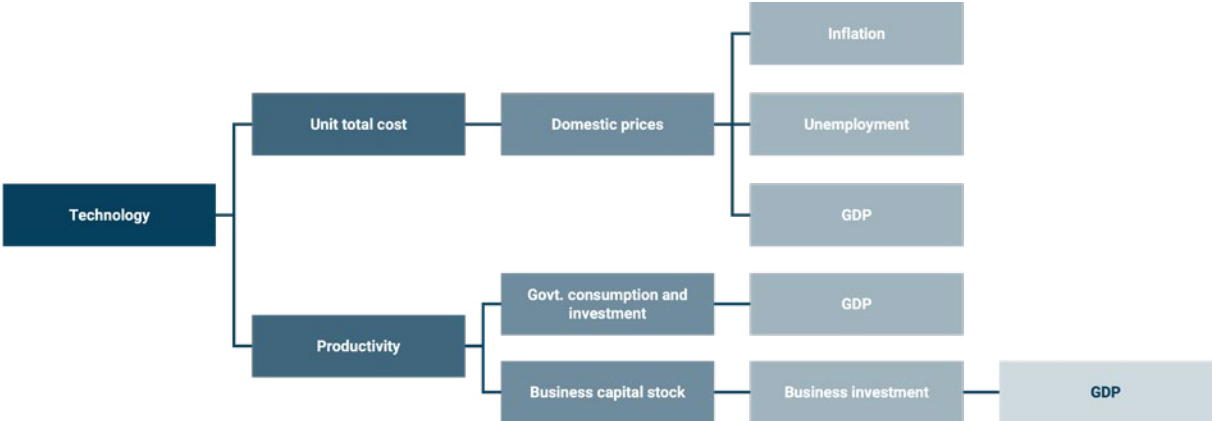 Inflation
Unit total cost
Domestic prices
Unemployment
Technology
GDP
Govt. consumption and
investment
GDP
Productivity
Business capital stock
Business investment
GDP